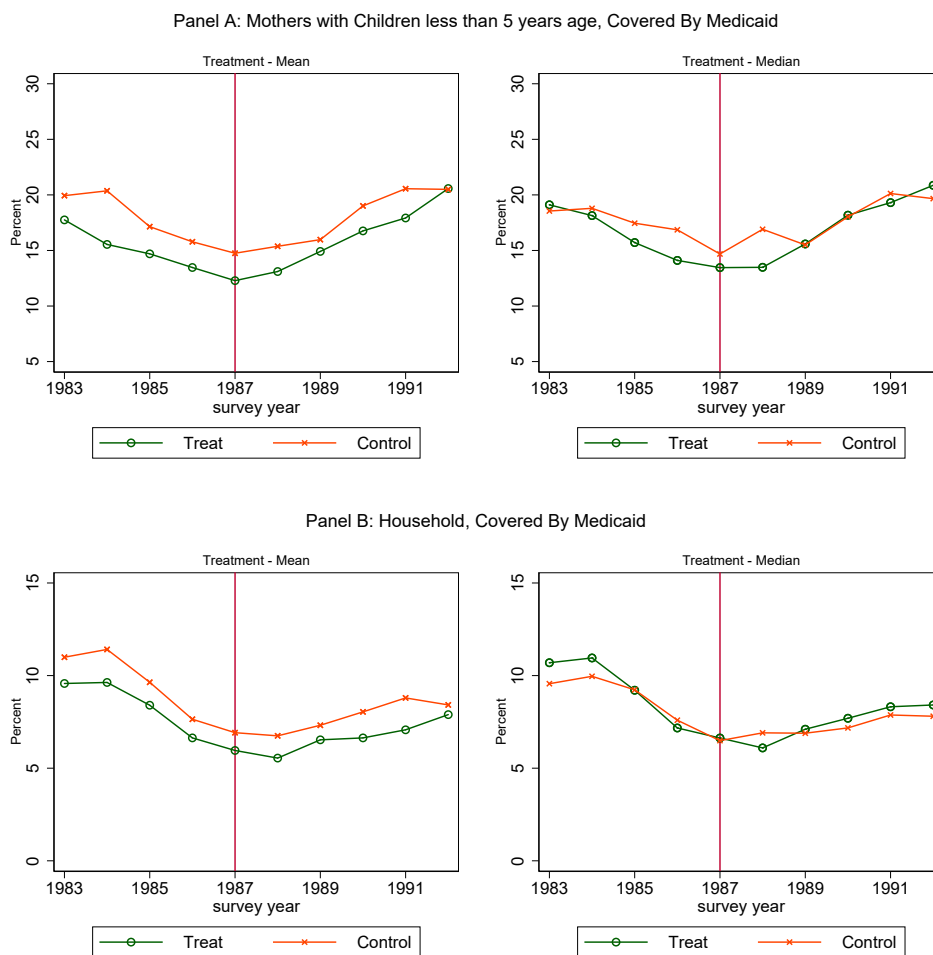 Panel A: Mothers with Children less than 5 years age, Covered By Medicaid
Treatment - Mean
30
25
20
15
10
5
Percent
1983 1985 1987 1989 1991
survey year
Treat Control
Treatment - Median
30
25
20
15
10
5
Percent
1983 1985 1987 1989 1991
survey year
Treat Control
Panel B: Household, Covered By Medicaid
Treatment - Mean
15
10
5
0
Percent
1983 1985 1987 1989 1991
survey year
Treat Control
Treatment - Median
15
10
5
0
Percent
1983 1985 1987 1989 1991
survey year
Treat Control